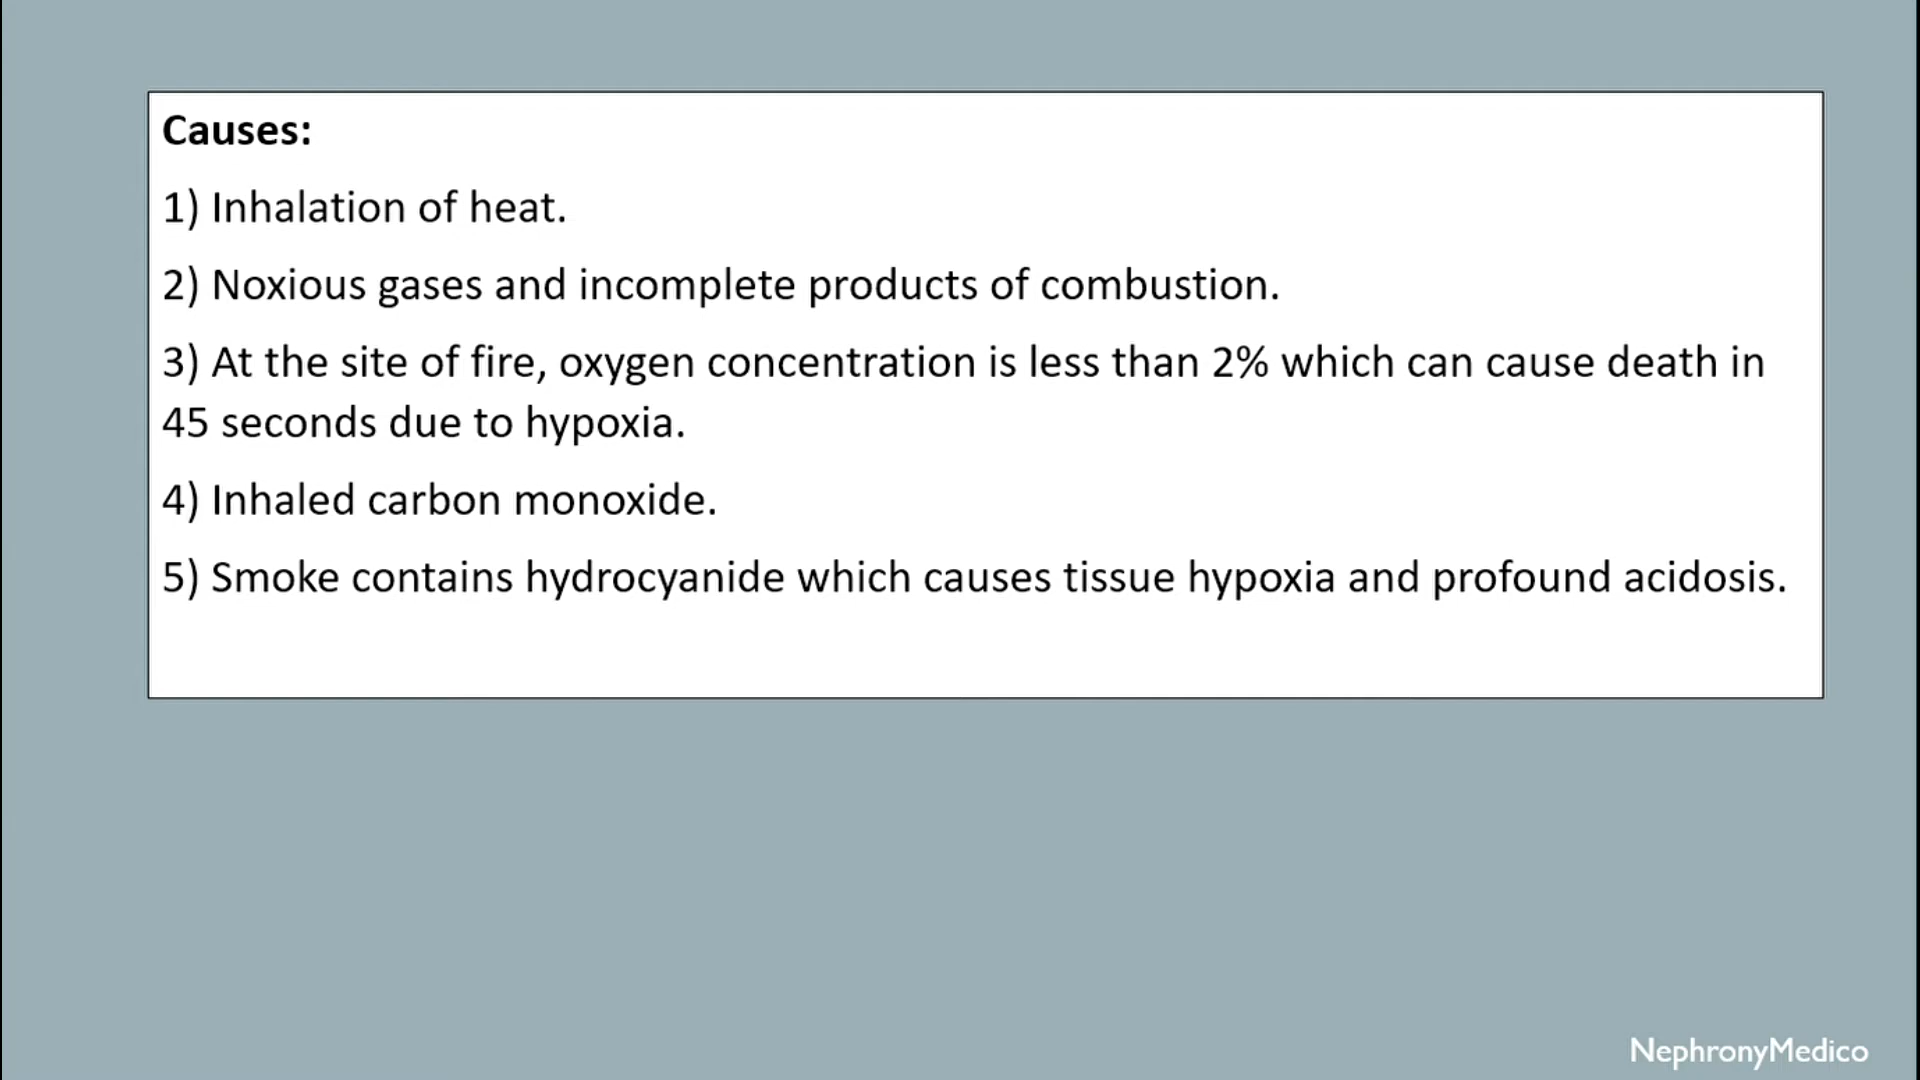 Causes:
1) Inhalation of heat.
2) Noxious gases and incomplete products of combustion.
3) At the site of fire, oxygen concentration is less than 2% which can cause death in
45 seconds due to hypoxia.
4) Inhaled carbon monoxide.
5) Smoke contains hydrocyanide which causes tissue hypoxia and profound acidosis.
NephronyMedico